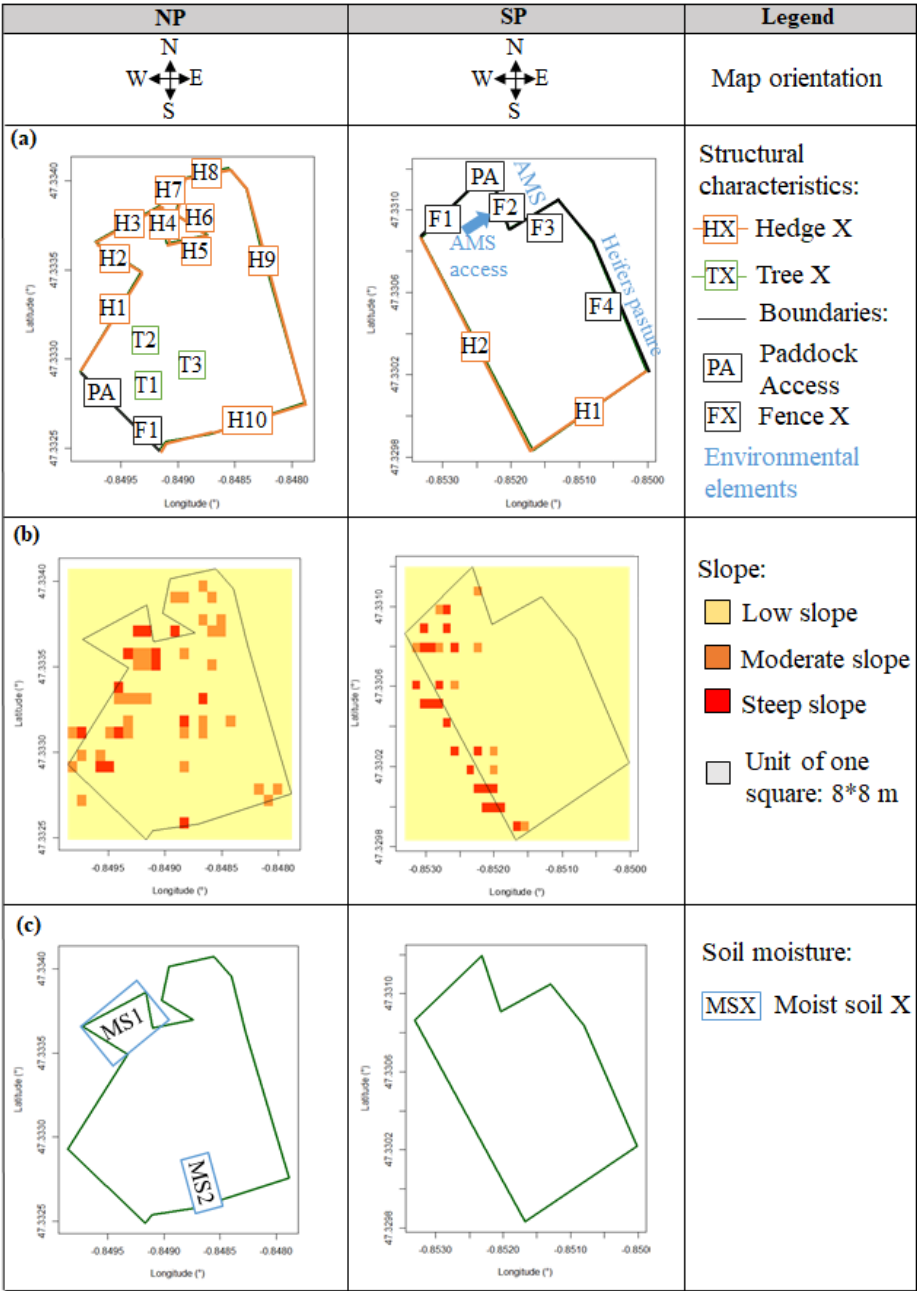 NP SP Legend
N
W E
S
N
W E
S
Map orientation
(a)
Latitude (°)
47.3325 47.3330 47.3335 47.3340
H8
H7
H3 H4 H6
H2 H5 H9
H1
T2
T3
PA T1
F1 H10
-0.8495 -0.8490 -0.8485 -0.8480
Longitude (°)
Latitude (°)
47.3298 47.3302 47.3306 47.3310
PA AMS
F1 F2
F3
AMS
access
Heifers pasture
F4
H2
H1
-0.8530 -0.8520 -0.8510 -0.8500
Longitude (°)
Structural
characteristics:
HX Hedge X
TX Tree X
Boundaries:
PA Paddock
Access
FX Fence X
Environmental
elements
(b)
Latitude (°)
47.3325 47.3330 47.3335 47.3340
-0.8495 -0.8490 -0.8485 -0.8480
Longitude (°)
Latitude (°)
47.3298 47.3302 47.3306 47.3310
-0.8530 -0.8520 -0.8510 -0.8500
Longitude (°)
Slope:
Low slope
Moderate slope
Steep slope
Unit of one
square: 8*8 m
(c)
Latitude (°)
47.3325 47.3330 47.3335 47.3340
MS1
MS2
-0.8495 -0.8490 -0.8485 -0.8480
Longitude (°)
Latitude (°)
47.3298 47.3302 47.3306 47.3310
-0.8530 -0.8520 -0.8510 -0.850
Longitude (°)
Soil moisture:
MSX Moist soil X